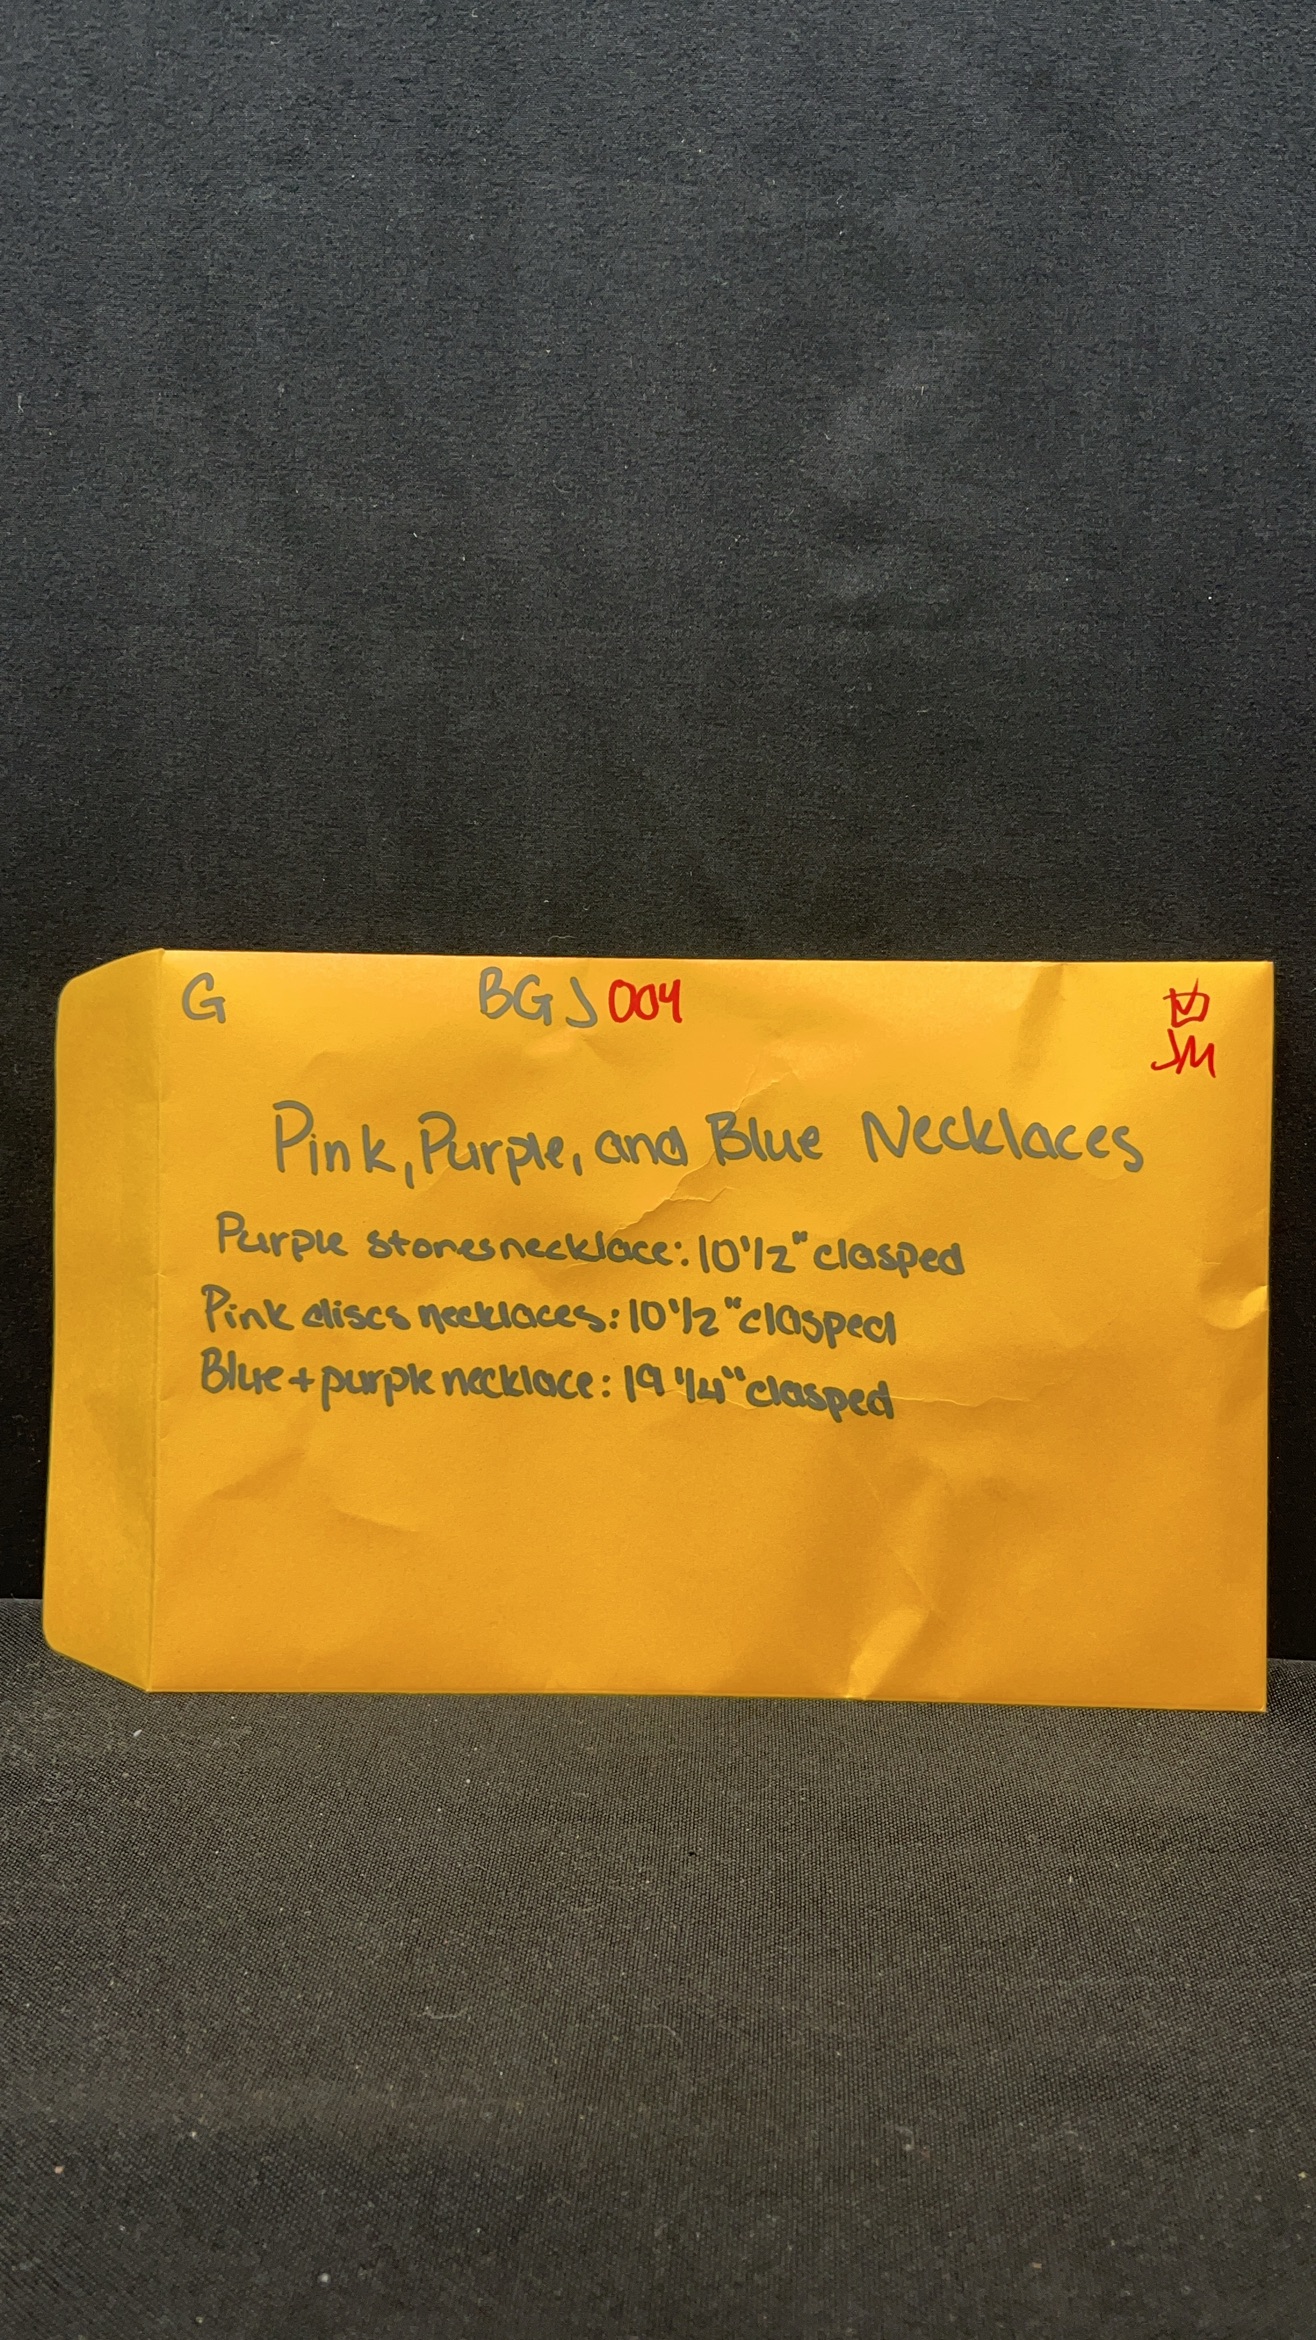 G BGJ004 ☑
JM
Pink, Purple, and Blue Necklaces
Purple stones necklace: 10 1/2" clasped
Pink discs necklaces: 10 1/2" clasped
Blue + purple necklace: 19 1/4" clasped